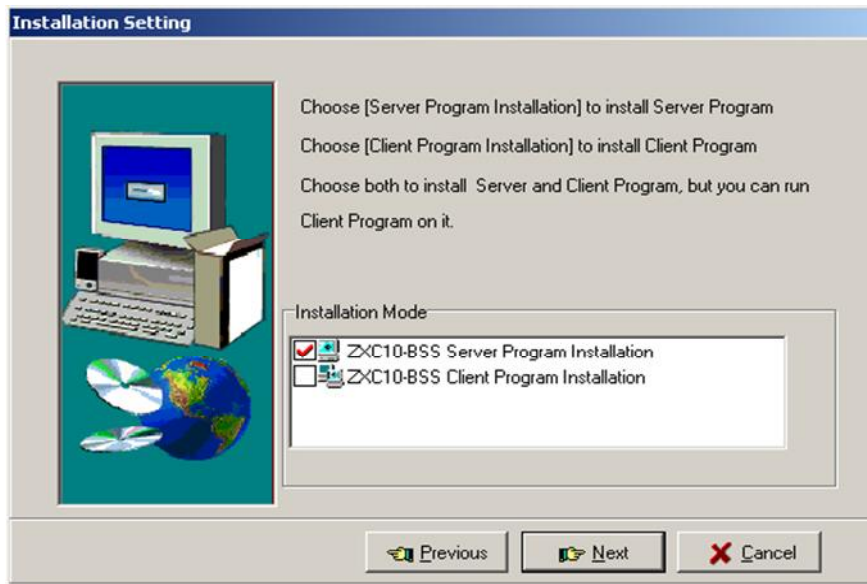 Installation Setting
Choose [Server Program Installation] to install Server Program
Choose [Client Program Installation] to install Client Program
Choose both to install Server and Client Program, but you can run
Client Program on it.
Installation Mode
ZXC10-BSS Server Program Installation
ZXC10-BSS Client Program Installation
Previous
Next
Cancel